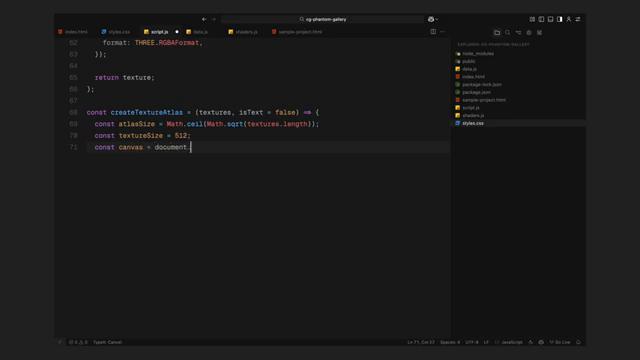 cg-phantom-gallery
index.html
styles.css
script.js
data.js
shaders.js
sample-project.html
EXPLORER: CG-PHANTOM-GALLERY
node_modules
public
data.js
index.html
package-lock.json
package.json
sample-project.html
script.js
shaders.js
styles.css
62 format: THREE.RGBAFormat,
63 });
64
65 return texture;
66 };
67
68 const createTextureAtlas = (textures, isText = false) => {
69 const atlasSize = Math.ceil(Math.sqrt(textures.length));
70 const textureSize = 512;
71 const canvas = document.
0 0 Type: Cancel
Ln 71, Col 27
Spaces: 4
UTF-8
LF
JavaScript
Go Live